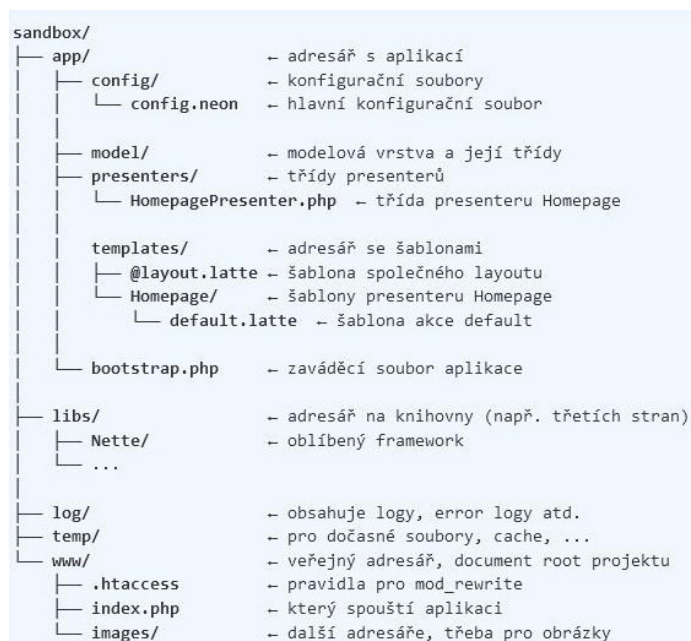 sandbox/
├── app/ ← adresář s aplikací
│   ├── config/ ← konfigurační soubory
│   │   └── config.neon ← hlavní konfigurační soubor
│   │
│   ├── model/ ← modelová vrstva a její třídy
│   ├── presenters/ ← třídy presenterů
│   │   └── HomepagePresenter.php ← třída presenteru Homepage
│   │
│   │   templates/ ← adresář se šablonami
│   │   ├── @layout.latte ← šablona společného layoutu
│   │   └── Homepage/ ← šablony presenteru Homepage
│   │       └── default.latte ← šablona akce default
│   │
│   └── bootstrap.php ← zaváděcí soubor aplikace
│
├── libs/ ← adresář na knihovny (např. třetích stran)
│   ├── Nette/ ← oblíbený framework
│   └── ...
│
├── log/ ← obsahuje logy, error logy atd.
├── temp/ ← pro dočasné soubory, cache, ...
└── www/ ← veřejný adresář, document root projektu
    ├── .htaccess ← pravidla pro mod_rewrite
    ├── index.php ← který spouští aplikaci
    └── images/ ← další adresáře, třeba pro obrázky